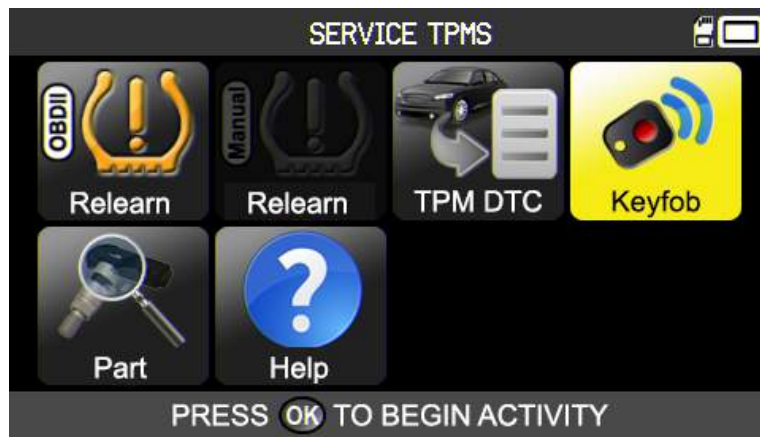 SERVICE TPMS
OBDII
Relearn
Manual
Relearn
TPM DTC
Keyfob
Part
?
Help
PRESS OK TO BEGIN ACTIVITY